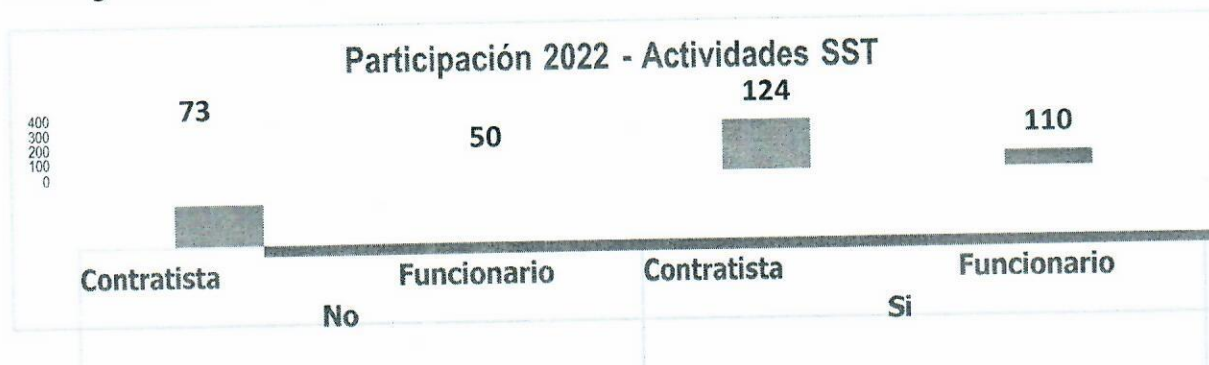 Participación 2022 - Actividades SST
73
50
124
110
400
300
200
100
0
Contratista
Funcionario
Contratista
Funcionario
No
Si